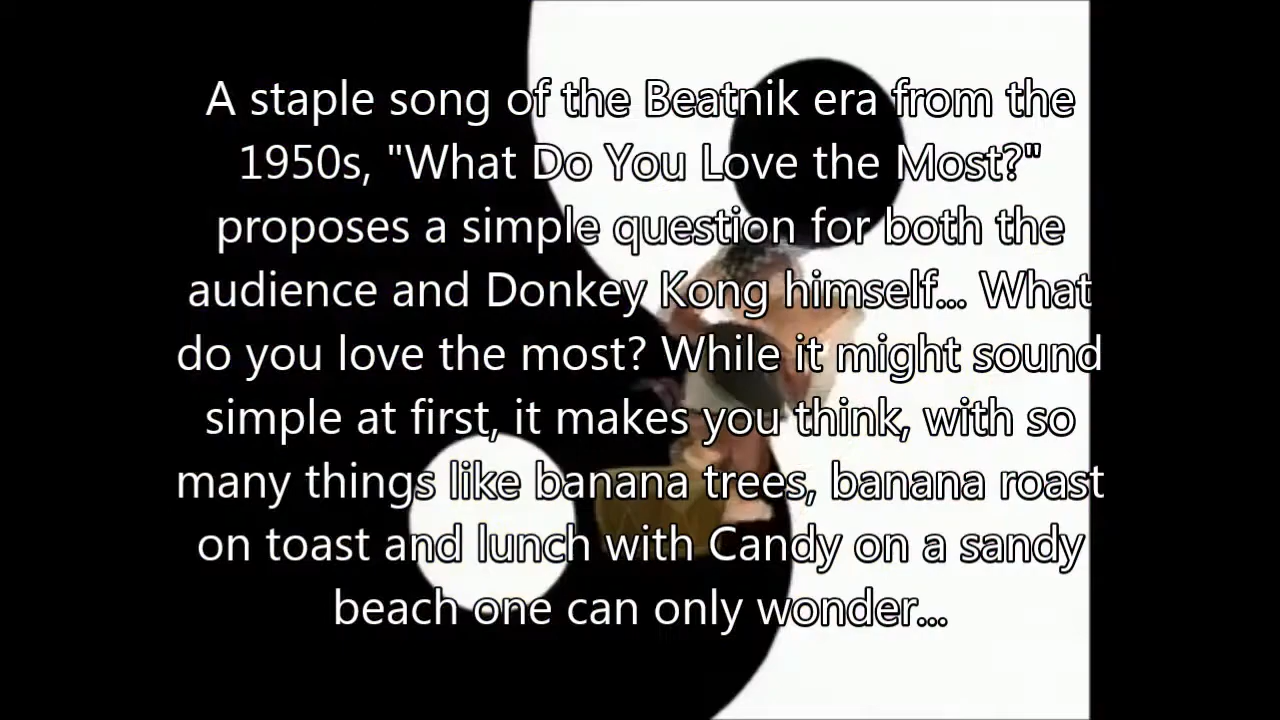 A staple song of the Beatnik era from the
1950s, "What Do You Love the Most?"
proposes a simple question for both the
audience and Donkey Kong himself... What
do you love the most? While it might sound
simple at first, it makes you think, with so
many things like banana trees, banana roast
on toast and lunch with Candy on a sandy
beach one can only wonder...